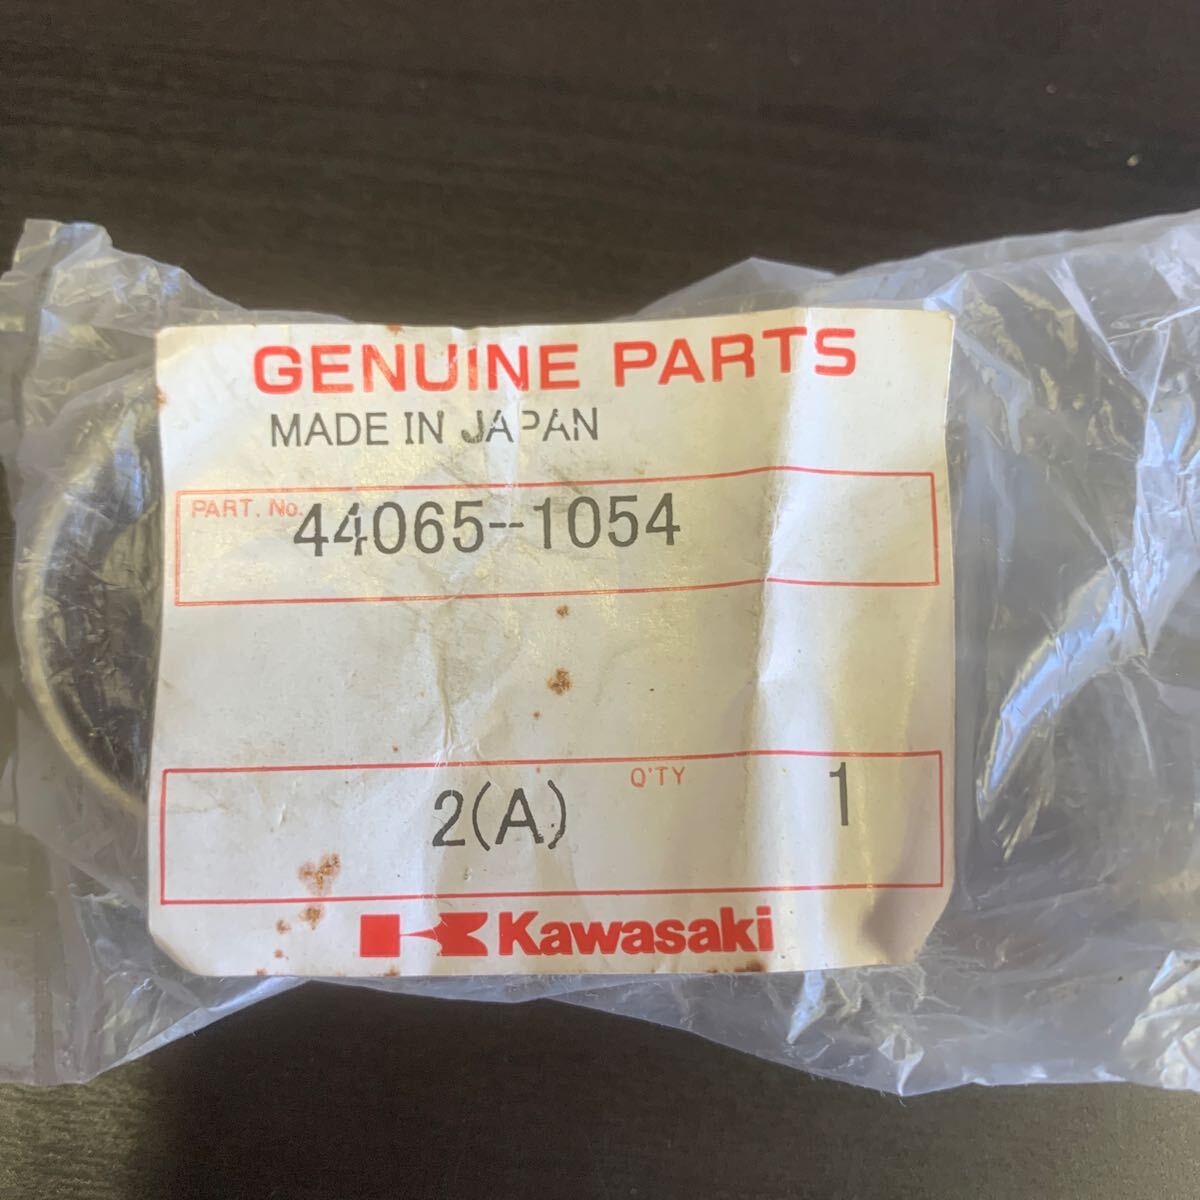 GENUINE PARTS
MADE IN JAPAN
PART. No. 44065-1054
2(A) Q'TY 1
Kawasaki